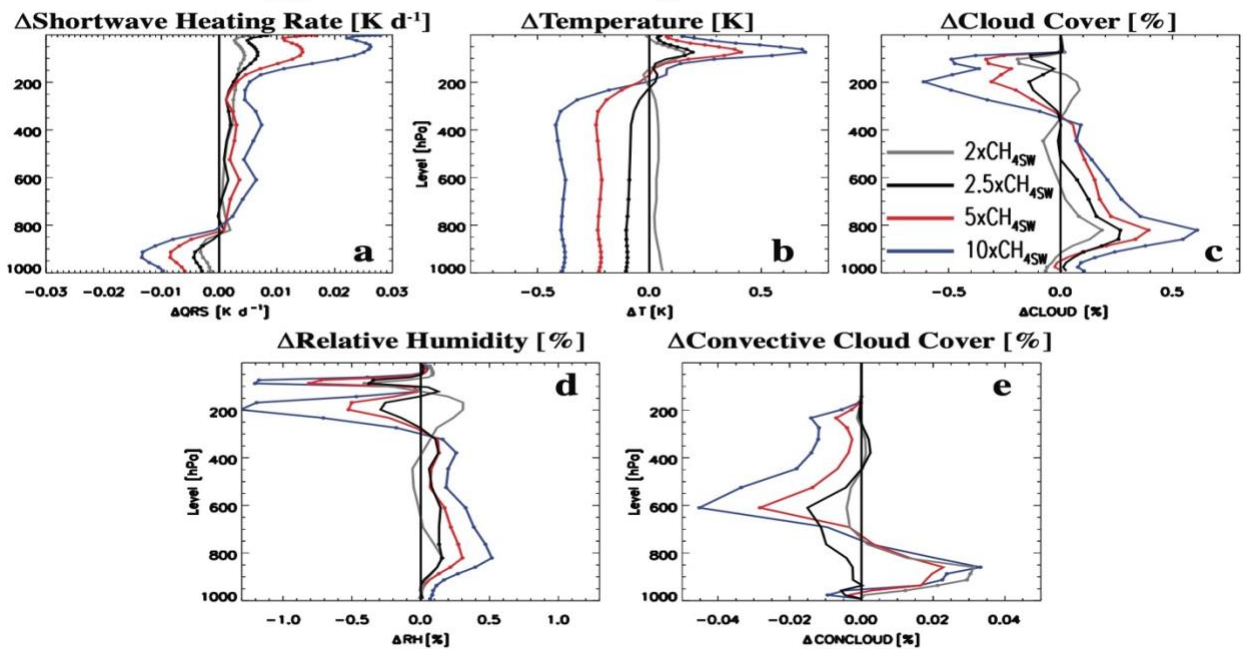 ΔShortwave Heating Rate [K d⁻¹]
a
200
400
600
800
1000
-0.03 -0.02 -0.01 0.00 0.01 0.02 0.03
ΔQRS [K d⁻¹]
ΔTemperature [K]
b
Level [hPa]
200
400
600
800
1000
-0.5 0.0 0.5
ΔT [K]
ΔCloud Cover [%]
200
400
600
800
1000
2xCH4SW
2.5xCH4SW
5xCH4SW
10xCH4SW
c
-0.5 0.0 0.5
ΔCLOUD [%]
ΔRelative Humidity [%]
d
Level [hPa]
200
400
600
800
1000
-1.0 -0.5 0.0 0.5 1.0
ΔRH [%]
ΔConvective Cloud Cover [%]
e
Level [hPa]
200
400
600
800
1000
-0.04 -0.02 0.00 0.02 0.04
ΔCONCLOUD [%]